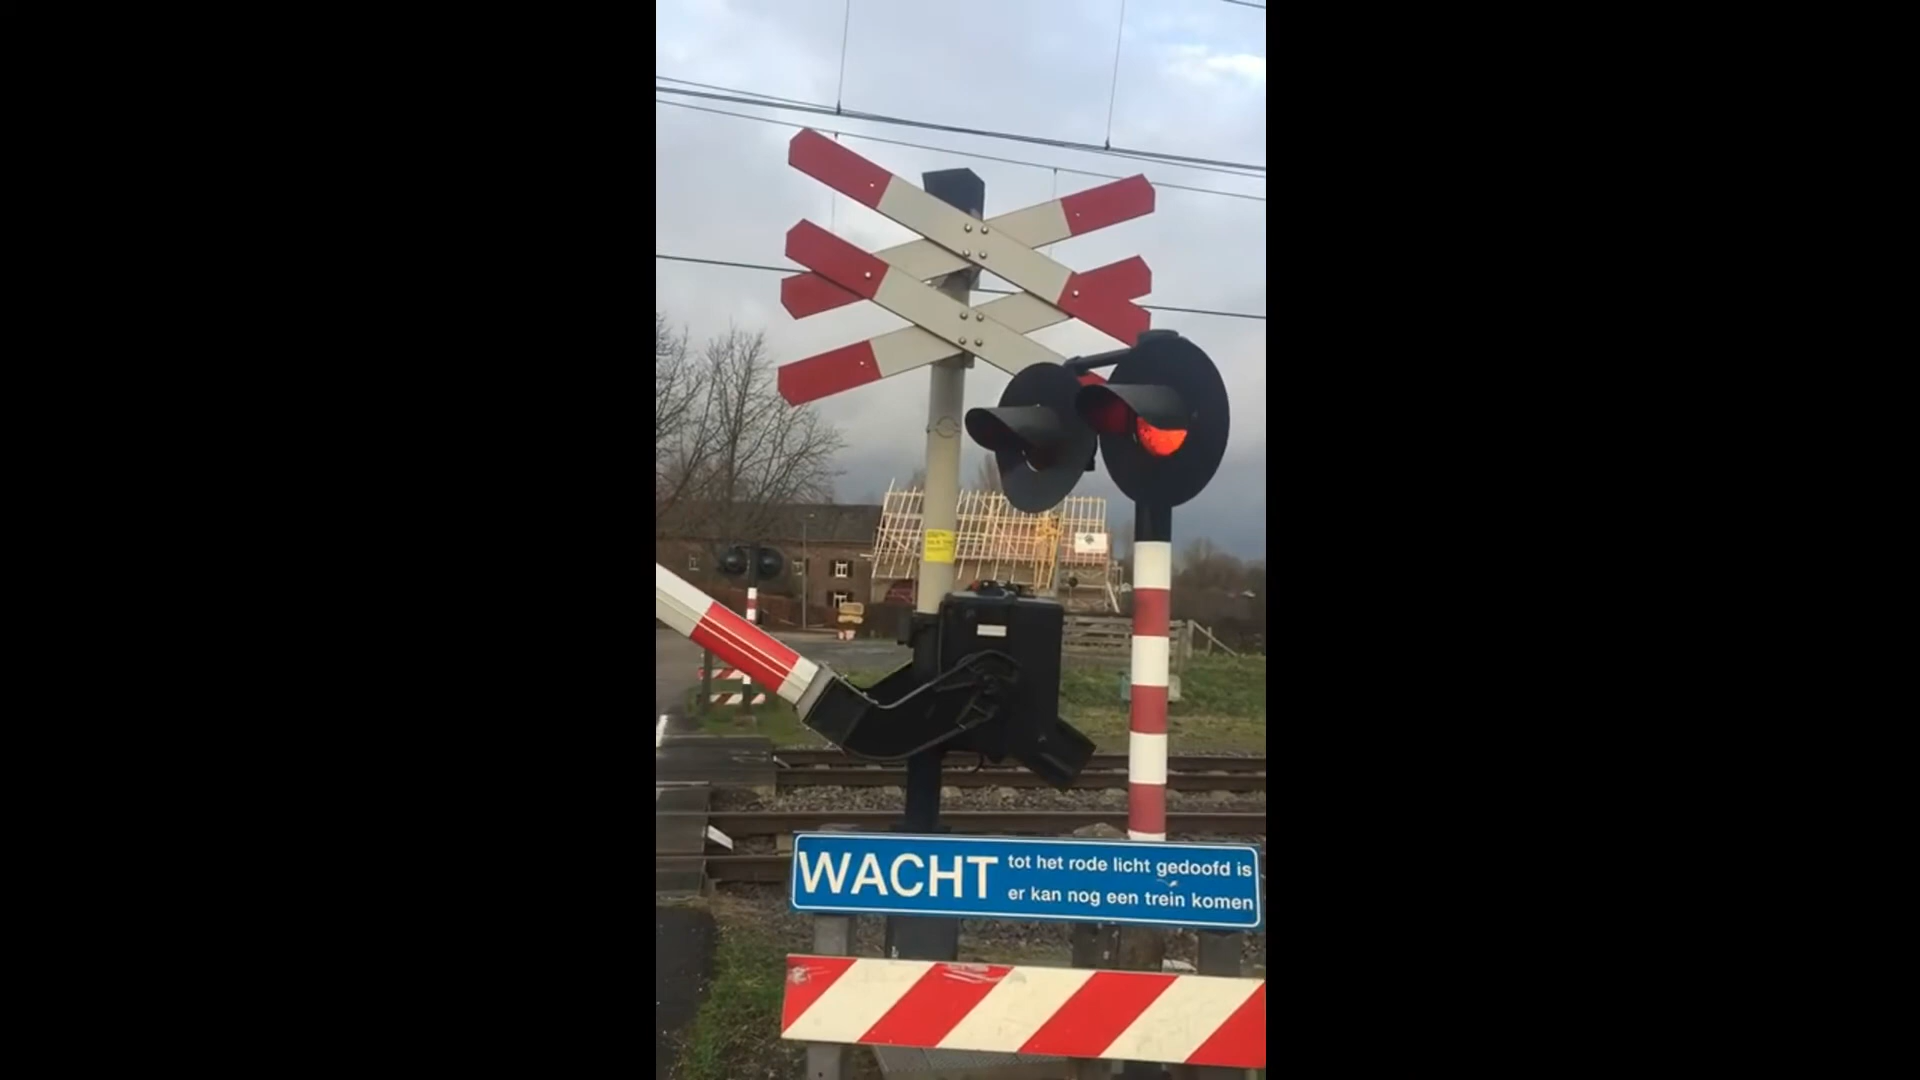 WACHT
tot het rode licht gedoofd is
er kan nog een trein komen